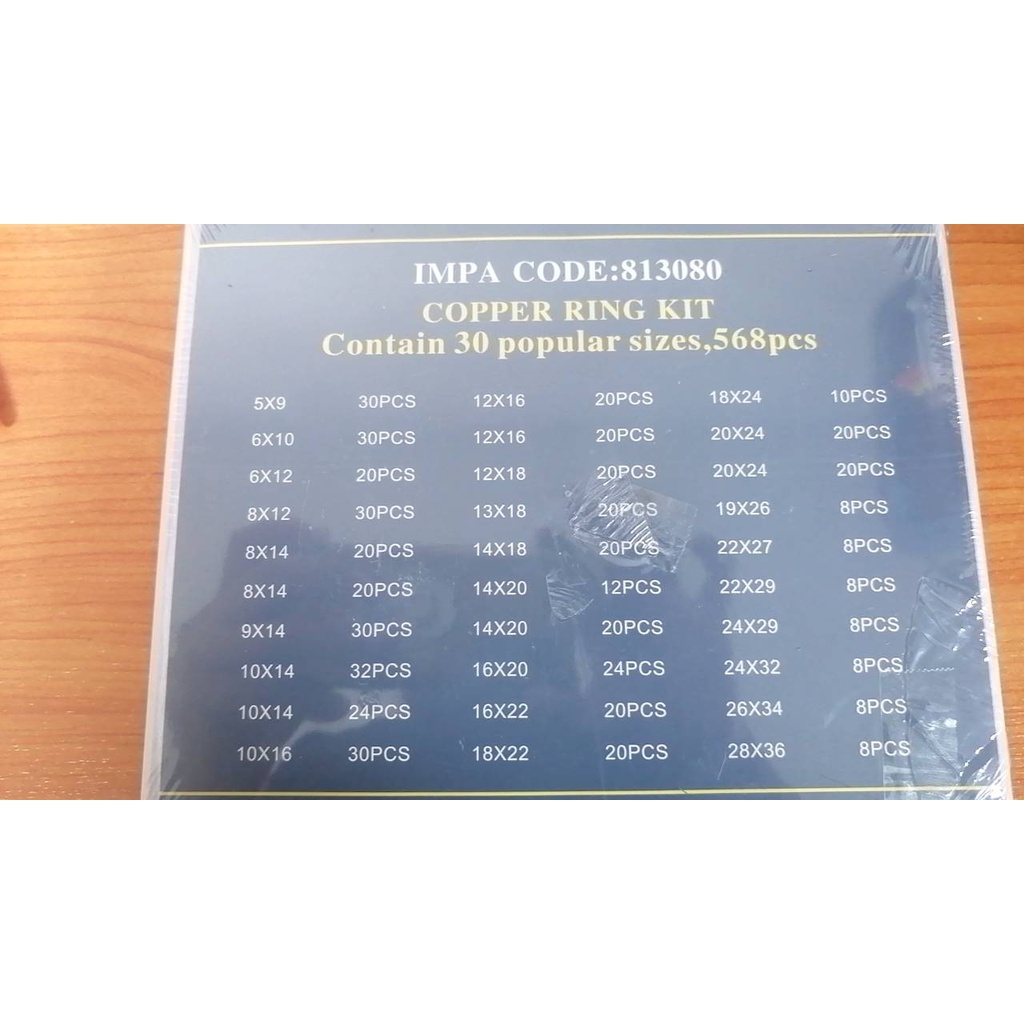 IMPA CODE:813080
COPPER RING KIT
Contain 30 popular sizes,568pcs
5X9 30PCS 12X16 20PCS 18X24 10PCS
6X10 30PCS 12X16 20PCS 20X24 20PCS
6X12 20PCS 12X18 20PCS 20X24 20PCS
8X12 30PCS 13X18 20PCS 19X26 8PCS
8X14 20PCS 14X18 20PCS 22X27 8PCS
8X14 20PCS 14X20 12PCS 22X29 8PCS
9X14 30PCS 14X20 20PCS 24X29 8PCS
10X14 32PCS 16X20 24PCS 24X32 8PCS
10X14 24PCS 16X22 20PCS 26X34 8PCS
10X16 30PCS 18X22 20PCS 28X36 8PCS